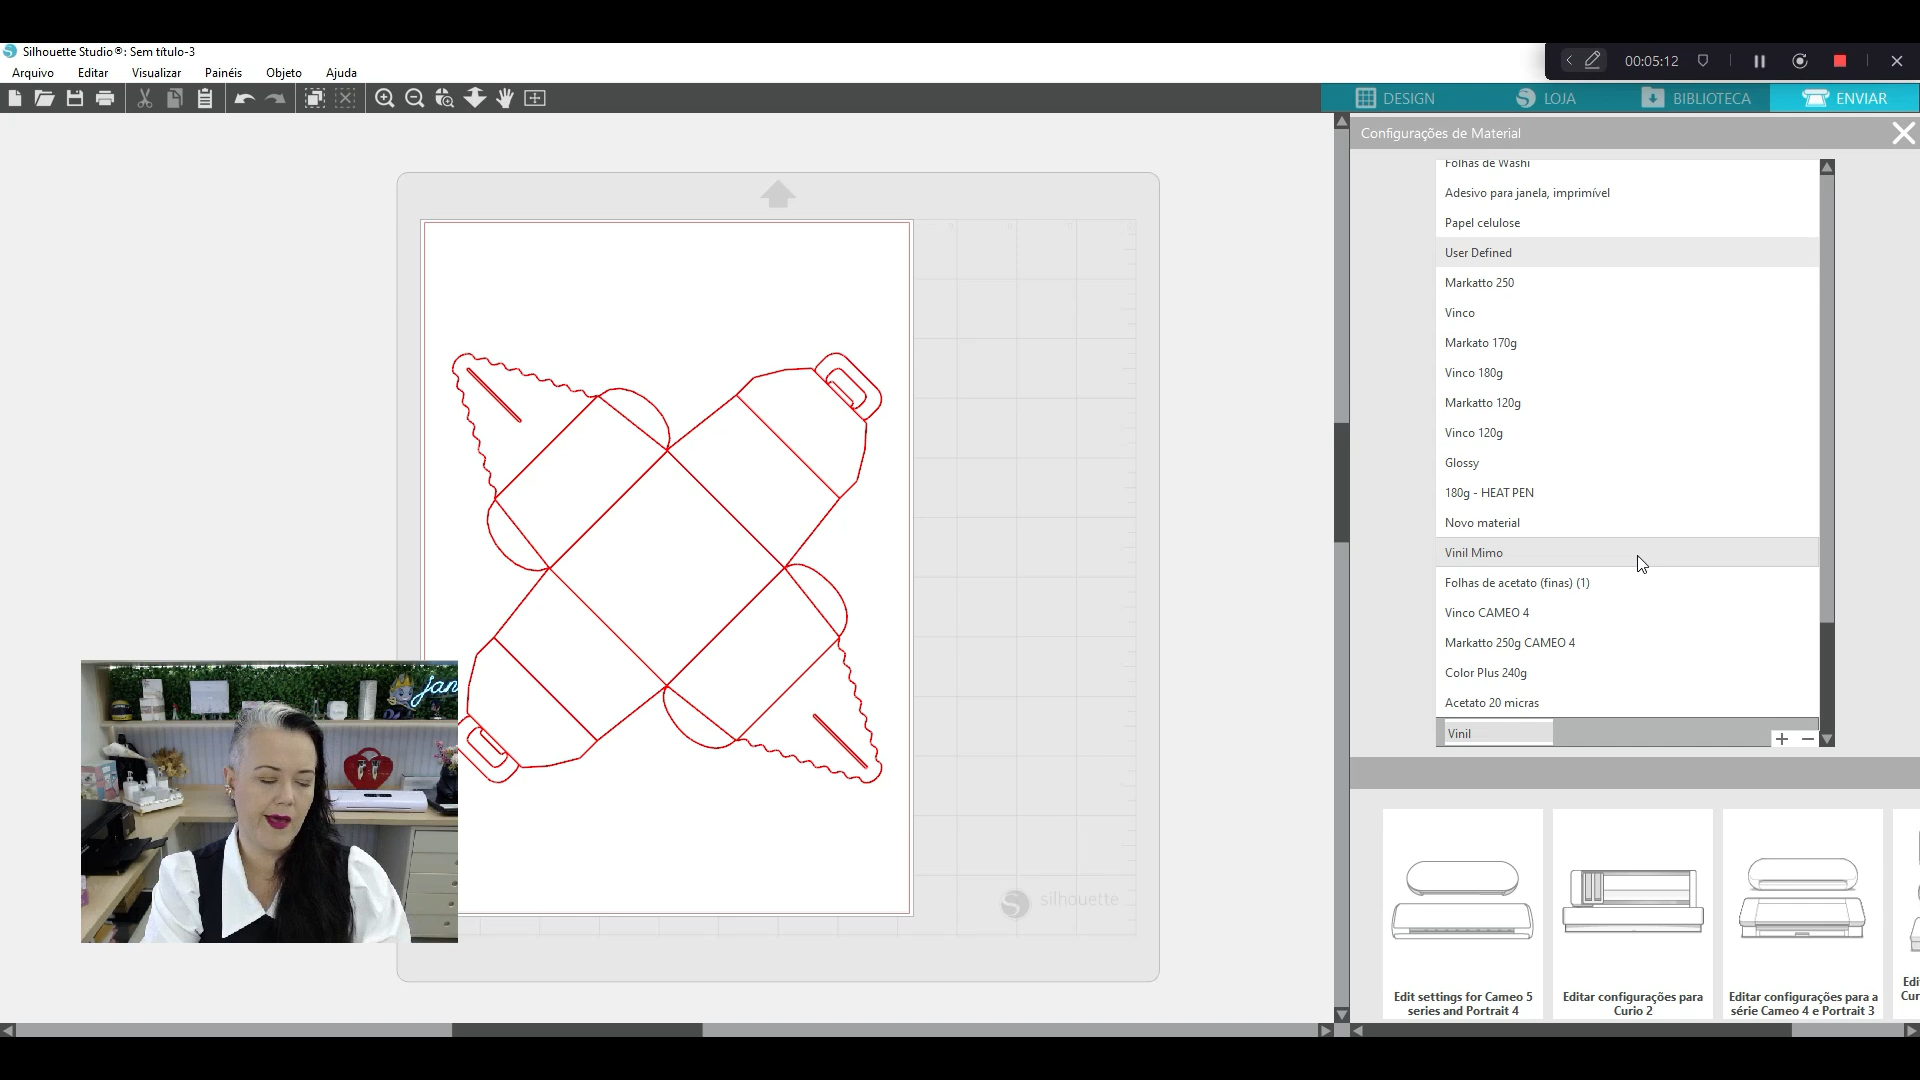 Silhouette Studio®: Sem título-3
00:05:12
Arquivo Editar Visualizar Painéis Objeto Ajuda
DESIGN LOJA BIBLIOTECA ENVIAR
Configurações de Material
Folhas de Washi
Adesivo para janela, imprimível
Papel celulose
User Defined
Markatto 250
Vinco
Markato 170g
Vinco 180g
Markatto 120g
Vinco 120g
Glossy
180g - HEAT PEN
Novo material
Vinil Mimo
Folhas de acetato (finas) (1)
Vinco CAMEO 4
Markatto 250g CAMEO 4
Color Plus 240g
Acetato 20 micras
Vinil
jan
silhouette
Edit settings for Cameo 5
series and Portrait 4
Editar configurações para
Curio 2
Editar configurações para a
série Cameo 4 e Portrait 3
Edi
Cur